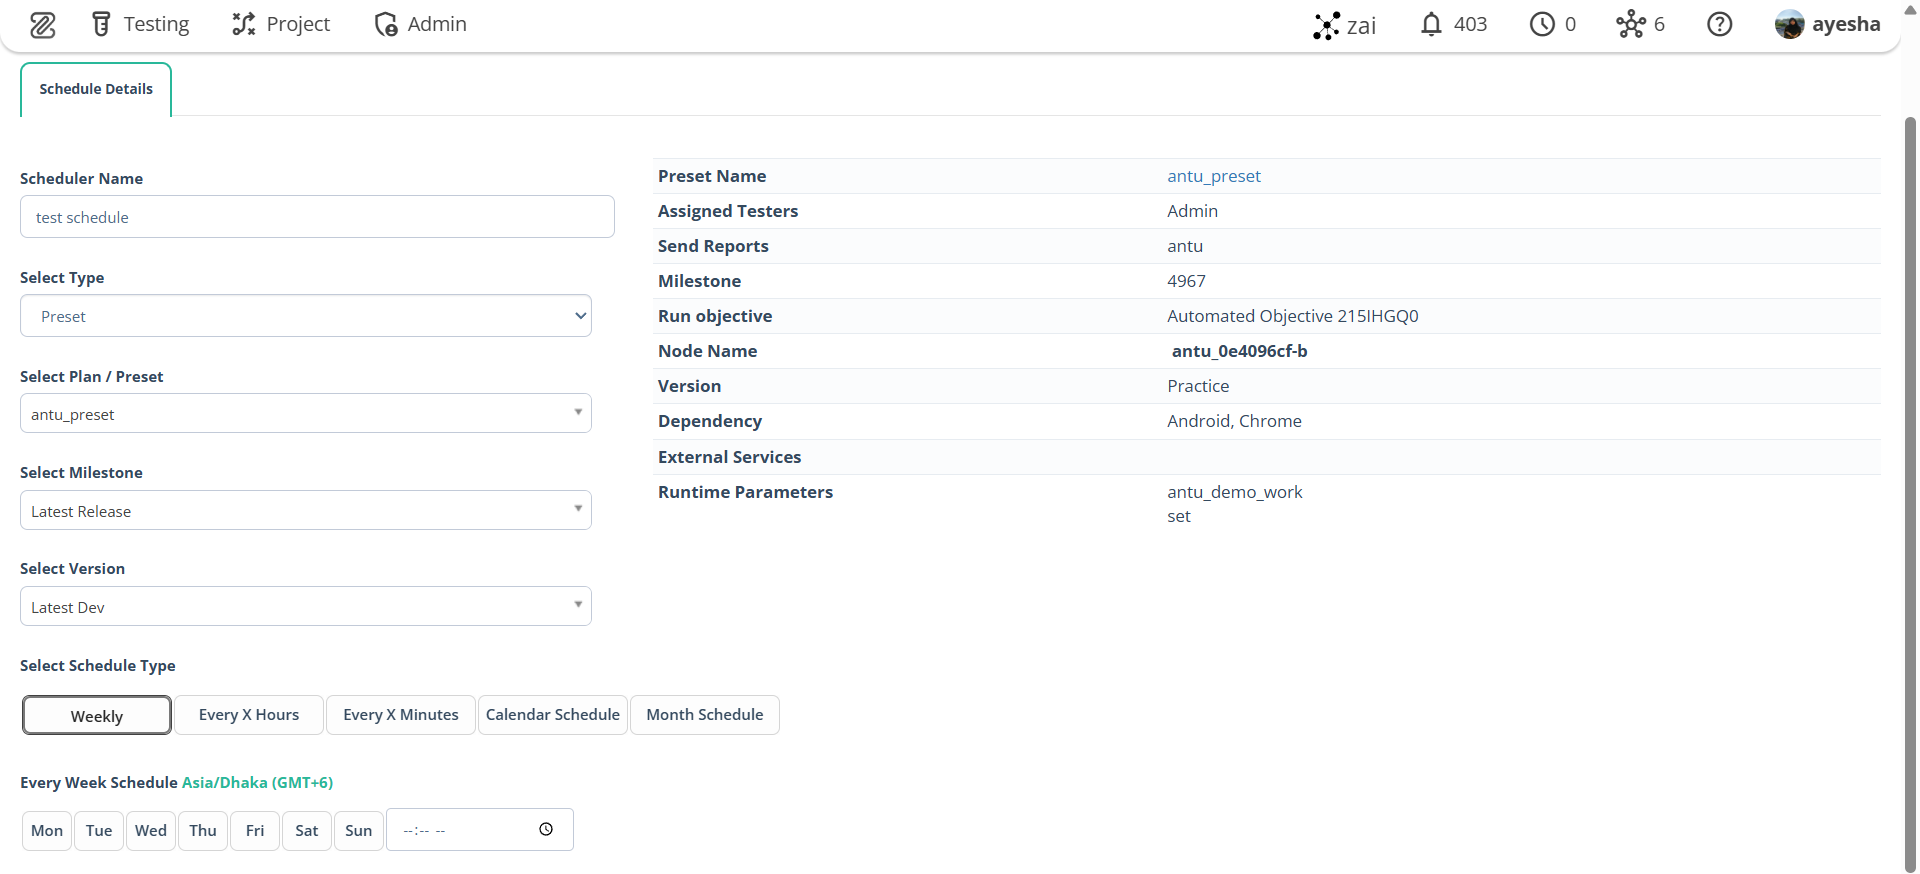 Testing Project Admin zai 403 0 6 ayesha
Schedule Details
Scheduler Name
test schedule
Select Type
Preset
Select Plan / Preset
antu_preset
Select Milestone
Latest Release
Select Version
Latest Dev
Preset Name antu_preset
Assigned Testers Admin
Send Reports antu
Milestone 4967
Run objective Automated Objective 215IHGQ0
Node Name antu_0e4096cf-b
Version Practice
Dependency Android, Chrome
External Services
Runtime Parameters antu_demo_work
set
Select Schedule Type
Weekly Every X Hours Every X Minutes Calendar Schedule Month Schedule
Every Week Schedule Asia/Dhaka (GMT+6)
Mon Tue Wed Thu Fri Sat Sun --:-- --